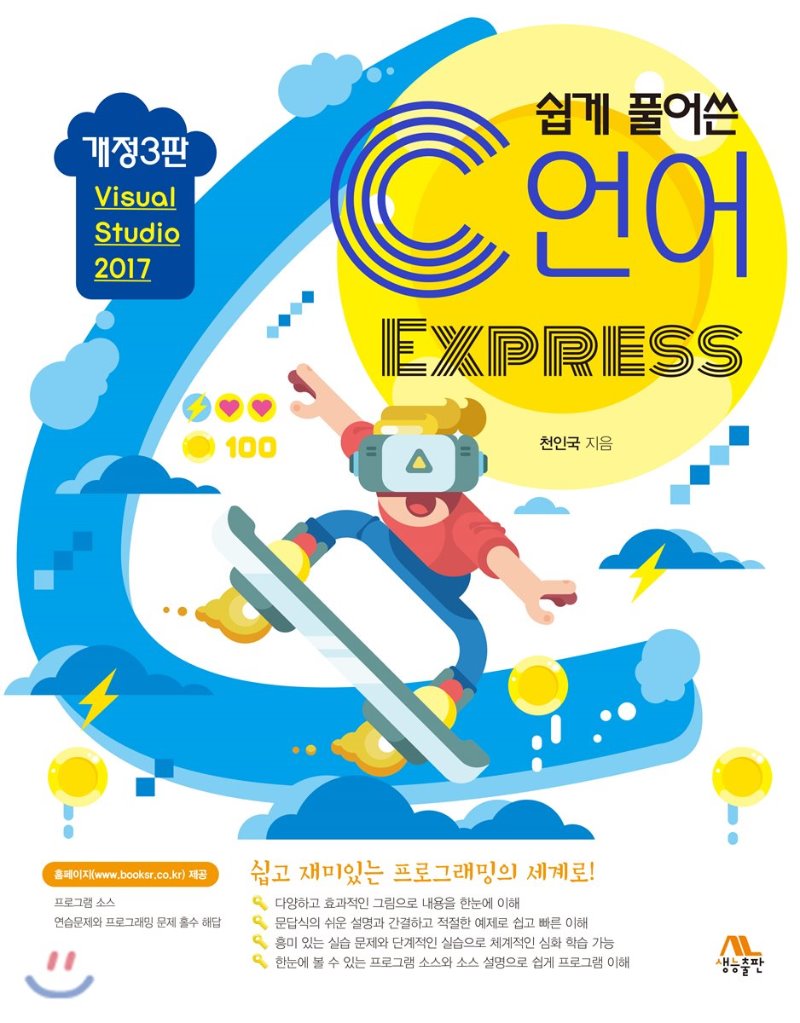 쉽게 풀어쓴
C 언어
EXPRESS
개정3판
Visual
Studio
2017
100
천인국 지음
홈페이지(www.booksr.co.kr) 제공
프로그램 소스
연습문제와 프로그래밍 문제 홀수 해답
쉽고 재미있는 프로그래밍의 세계로!
다양하고 효과적인 그림으로 내용을 한눈에 이해
문답식의 쉬운 설명과 간결하고 적절한 예제로 쉽고 빠른 이해
흥미 있는 실습 문제와 단계적인 실습으로 체계적인 심화 학습 가능
한눈에 볼 수 있는 프로그램 소스와 소스 설명으로 쉽게 프로그램 이해
생능출판